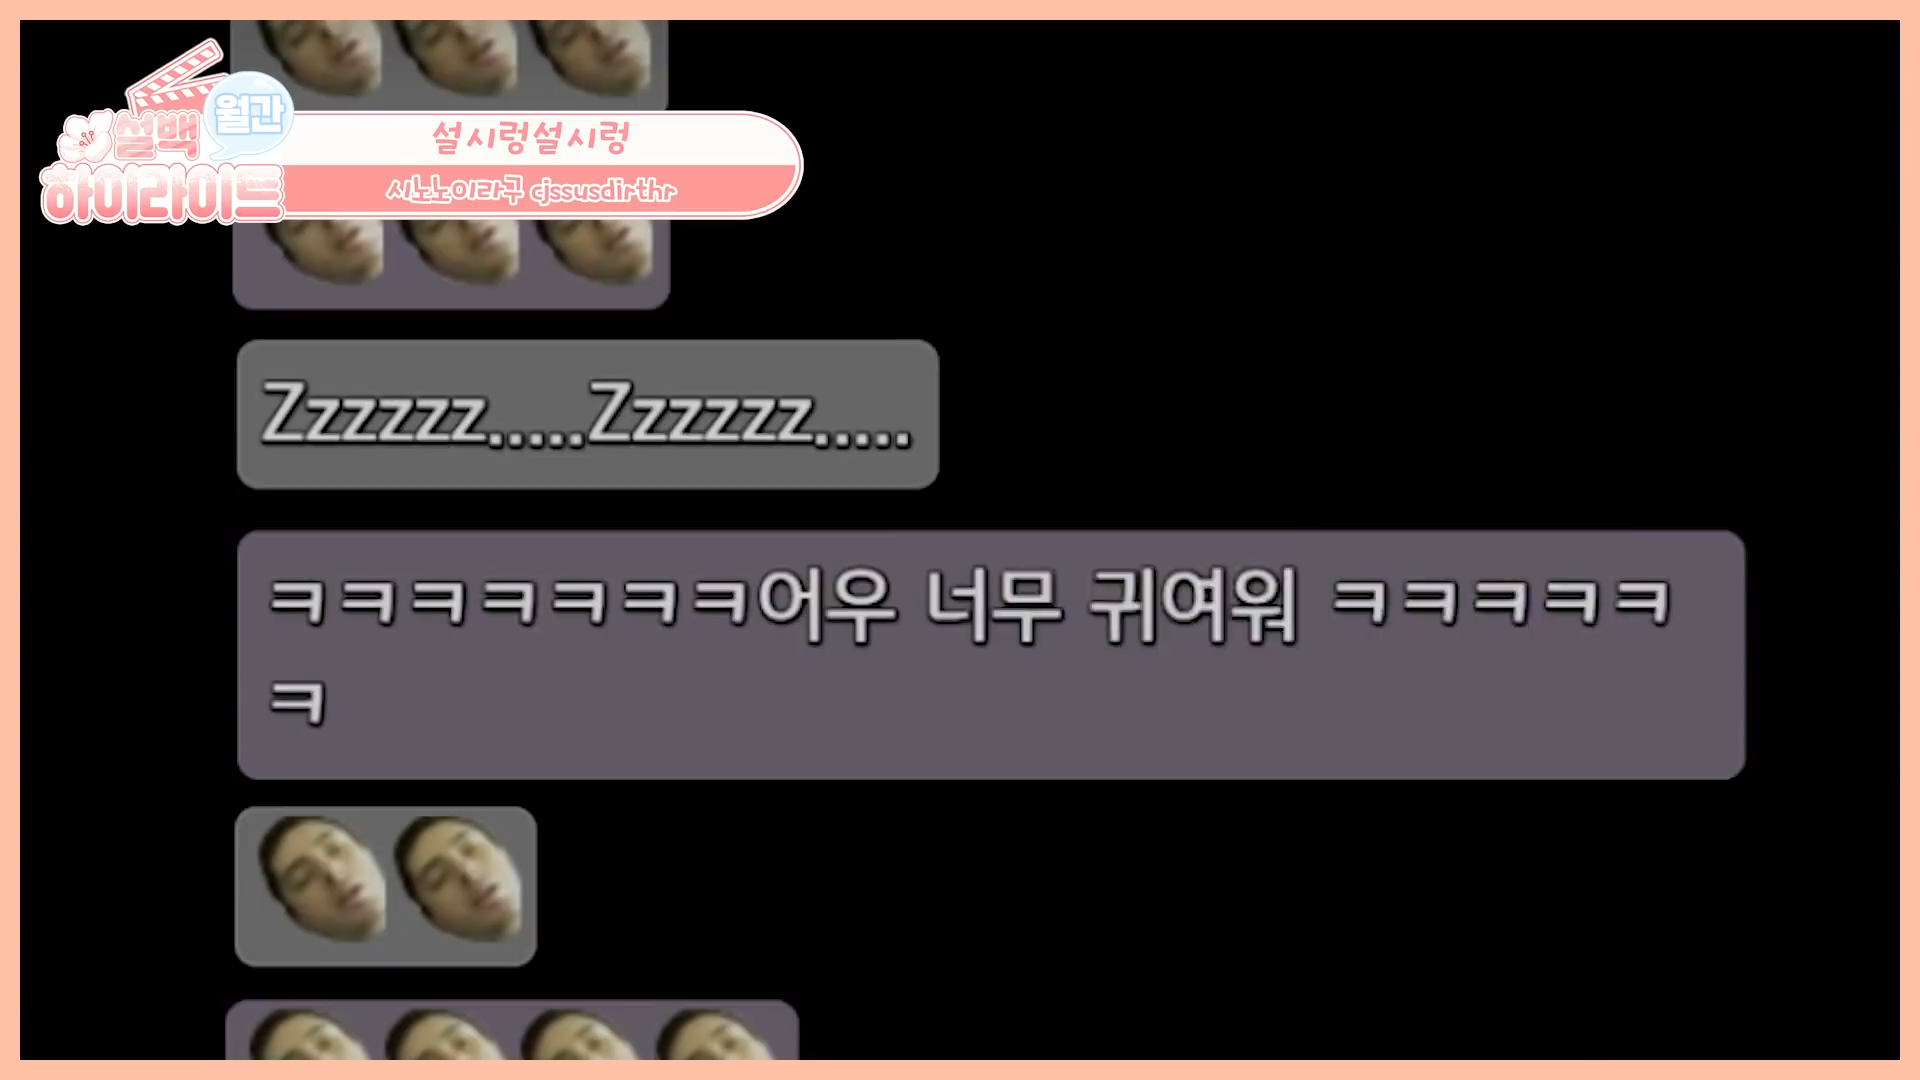 월간
설백
하이라이트
설시렁설시렁
시노노이라구 cjssusdirthr
Zzzzzz.....Zzzzzz.....
ㅋㅋㅋㅋㅋㅋㅋ어우 너무 귀여워 ㅋㅋㅋㅋㅋ
ㅋ